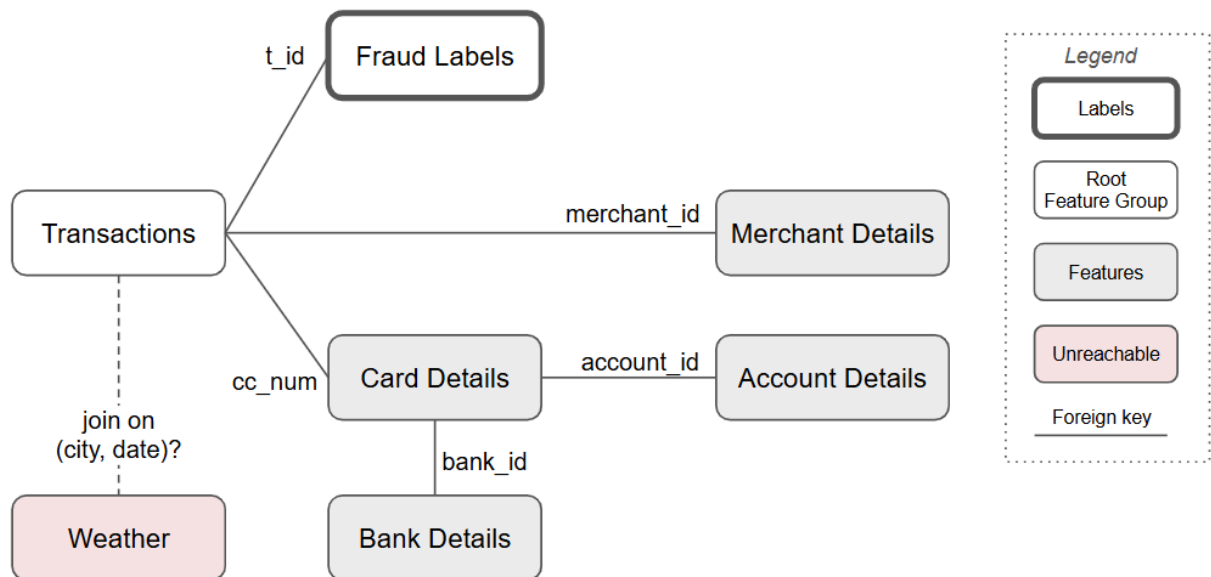 t_id
Fraud Labels
Transactions
merchant_id
Merchant Details
cc_num
Card Details
account_id
Account Details
join on
(city, date)?
bank_id
Weather
Bank Details
Legend
Labels
Root
Feature Group
Features
Unreachable
Foreign key